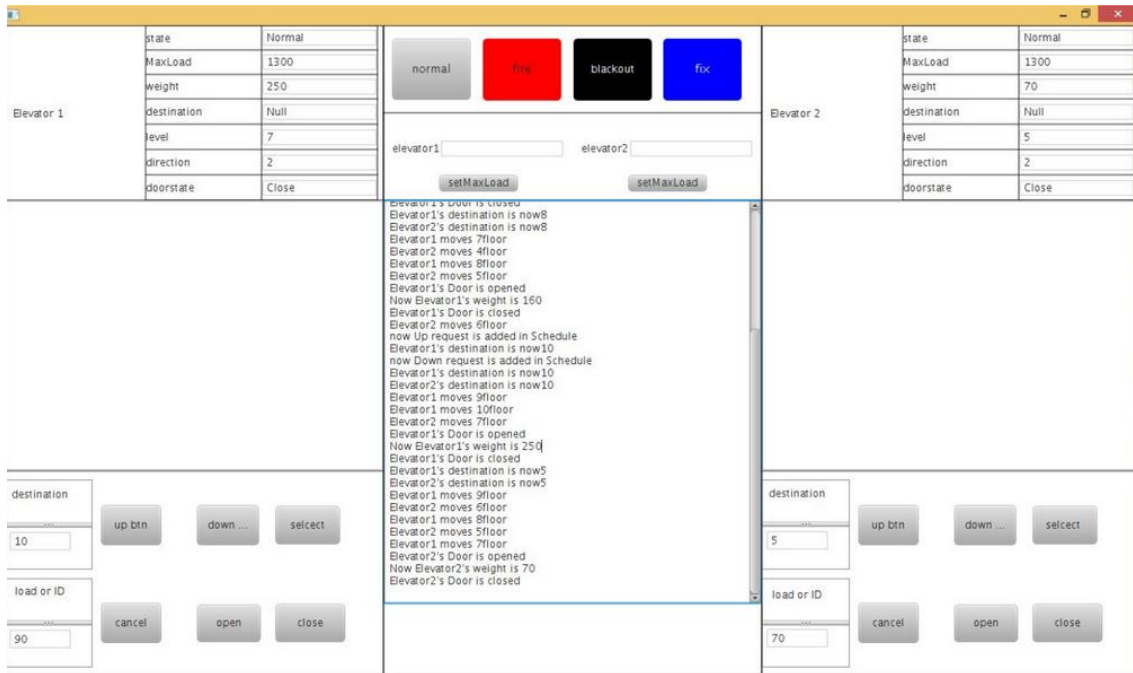 Elevator 1
state Normal
MaxLoad 1300
weight 250
destination Null
level 7
direction 2
doorstate Close
normal
fire
blackout
fix
elevator1
elevator2
setMaxLoad
setMaxLoad
Elevator 2
state Normal
MaxLoad 1300
weight 70
destination Null
level 5
direction 2
doorstate Close
Elevator1's Door is closed
Elevator1's destination is now8
Elevator2's destination is now8
Elevator1 moves 7floor
Elevator2 moves 4floor
Elevator1 moves 8floor
Elevator2 moves 5floor
Elevator1's Door is opened
Now Elevator1's weight is 160
Elevator1's Door is closed
Elevator2 moves 6floor
now Up request is added in Schedule
Elevator1's destination is now10
now Down request is added in Schedule
Elevator1's destination is now10
Elevator2's destination is now10
Elevator1 moves 9floor
Elevator1 moves 10floor
Elevator2 moves 7floor
Elevator1's Door is opened
Now Elevator1's weight is 250
Elevator1's Door is closed
Elevator1's destination is now5
Elevator2's destination is now5
Elevator1 moves 9floor
Elevator2 moves 6floor
Elevator1 moves 8floor
Elevator2 moves 5floor
Elevator1 moves 7floor
Elevator2's Door is opened
Now Elevator2's weight is 70
Elevator2's Door is closed
destination
...
10
up btn
down ...
selcect
load or ID
...
90
cancel
open
close
destination
...
5
up btn
down ...
selcect
load or ID
...
70
cancel
open
close